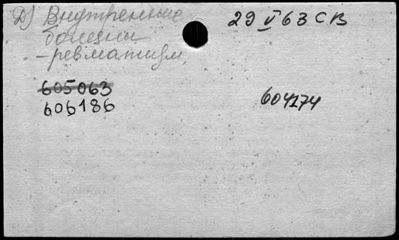 Д) Внутренние
болезни
- ревматизм
29 V 63 СВ
605063
606186
604174